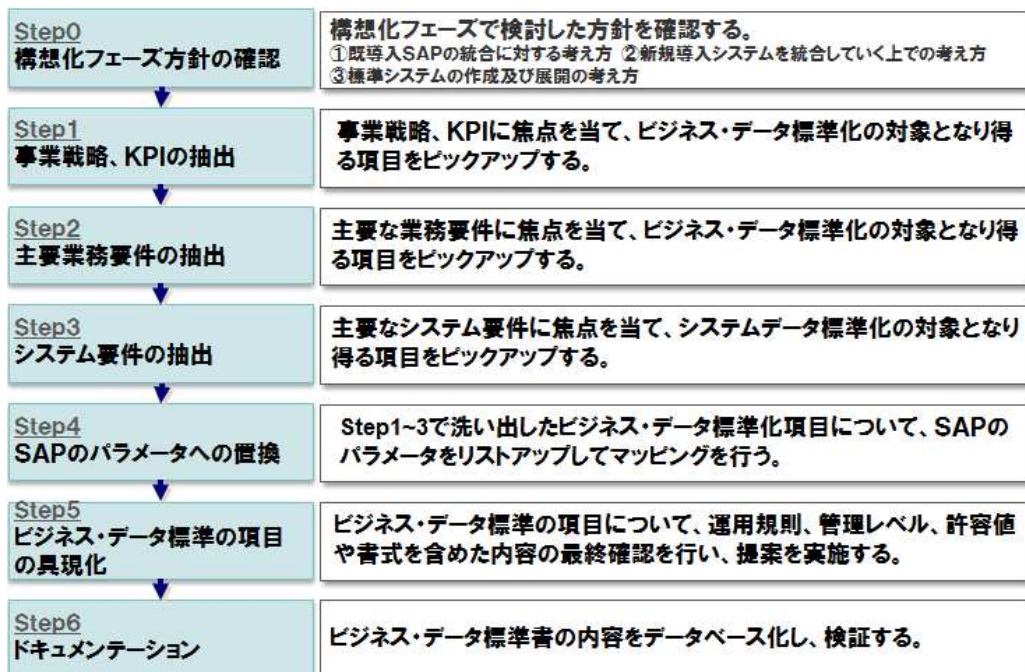 Step0
構想化フェーズ方針の確認
構想化フェーズで検討した方針を確認する。
①既導入SAPの統合に対する考え方 ②新規導入システムを統合していく上での考え方
③標準システムの作成及び展開の考え方
Step1
事業戦略、KPIの抽出
事業戦略、KPIに焦点を当て、ビジネス・データ標準化の対象となり得
る項目をピックアップする。
Step2
主要業務要件の抽出
主要な業務要件に焦点を当て、ビジネス・データ標準化の対象となり得
る項目をピックアップする。
Step3
システム要件の抽出
主要なシステム要件に焦点を当て、システムデータ標準化の対象となり
得る項目をピックアップする。
Step4
SAPのパラメータへの置換
Step1~3で洗い出したビジネス・データ標準化項目について、SAPの
パラメータをリストアップしてマッピングを行う。
Step5
ビジネス・データ標準の項目
の具現化
ビジネス・データ標準の項目について、運用規則、管理レベル、許容値
や書式を含めた内容の最終確認を行い、提案を実施する。
Step6
ドキュメンテーション
ビジネス・データ標準書の内容をデータベース化し、検証する。